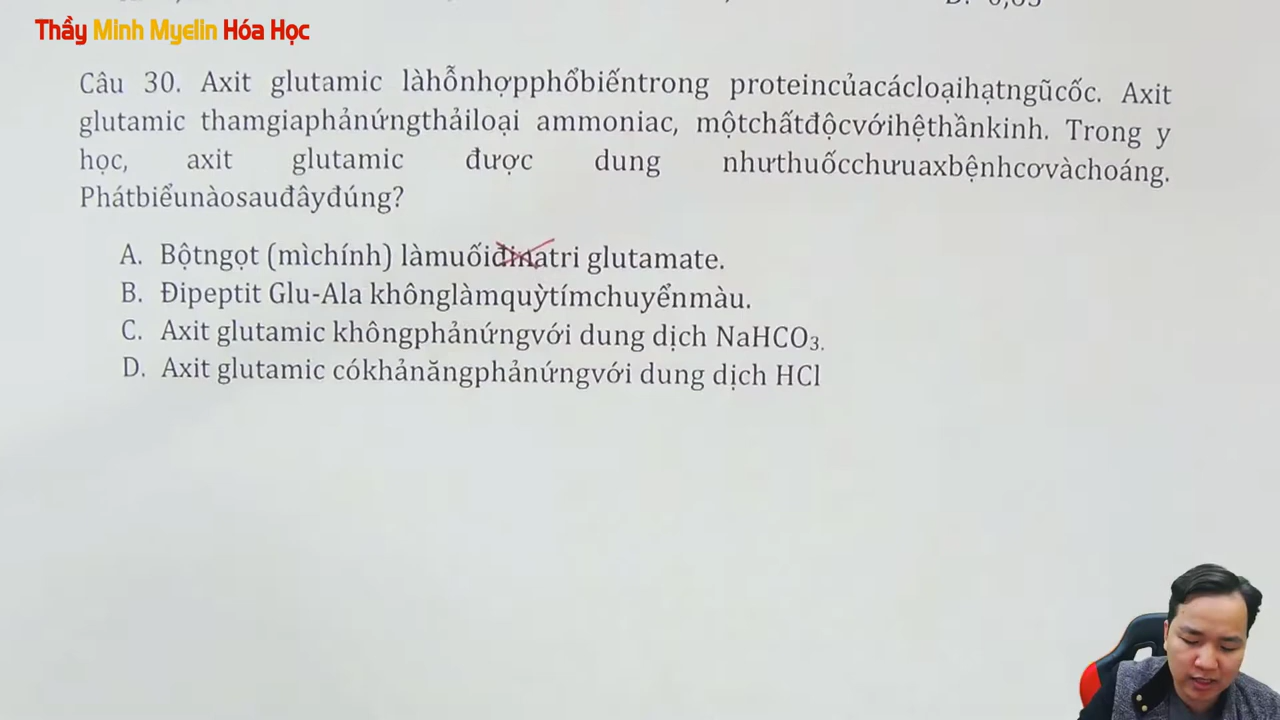 Thầy Minh Myelin Hóa Học
Câu 30. Axit glutamic làhỗnhợpphổbiếntrong proteincủacácloạihạtngũcốc. Axit
glutamic thamgiaphảnứngthảiloại ammoniac, mộtchấtđộcvớihệthầnkinh. Trong y
học, axit glutamic được dung nhưthuốcchưuaxbệnhcơvàchoáng.
Phátbiểunàosauđâyđúng?
A. Bộtngọt (mìchính) làmuốiđinatri glutamate.
B. Đipeptit Glu-Ala khônglàmquỳtímchuyểnmàu.
C. Axit glutamic khôngphảnứngvới dung dịch NaHCO₃.
D. Axit glutamic cókhảnăngphảnứngvới dung dịch HCl